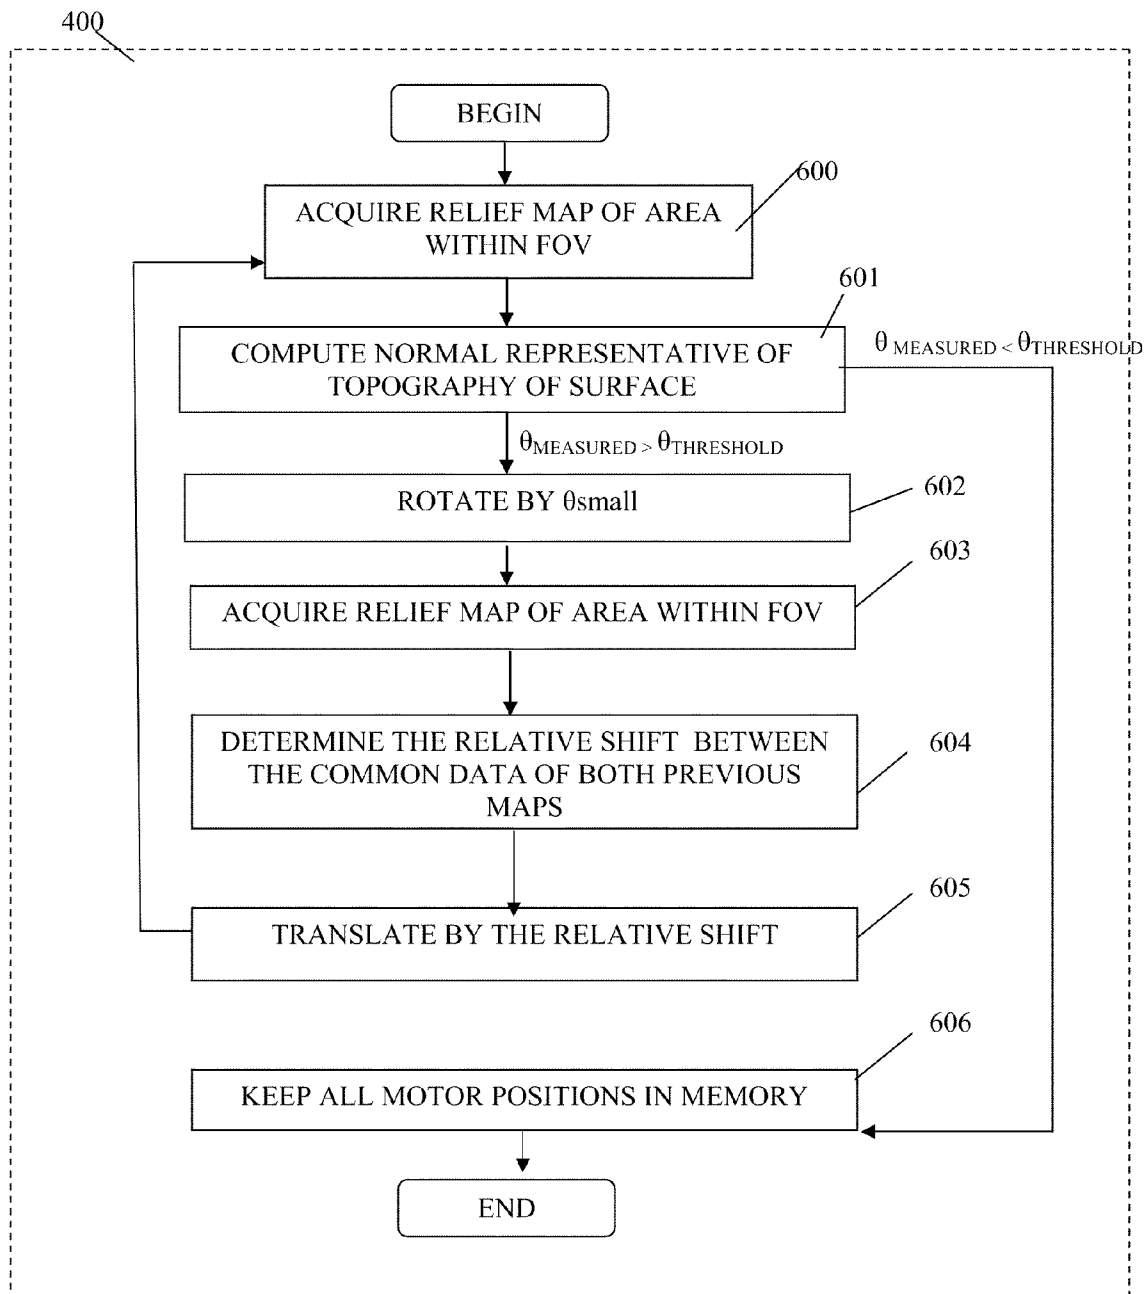 400
BEGIN
600
ACQUIRE RELIEF MAP OF AREA
WITHIN FOV
601
COMPUTE NORMAL REPRESENTATIVE OF
TOPOGRAPHY OF SURFACE
θ MEASURED < θTHRESHOLD
θMEASURED > θTHRESHOLD
602
ROTATE BY θsmall
603
ACQUIRE RELIEF MAP OF AREA WITHIN FOV
604
DETERMINE THE RELATIVE SHIFT BETWEEN
THE COMMON DATA OF BOTH PREVIOUS
MAPS
605
TRANSLATE BY THE RELATIVE SHIFT
606
KEEP ALL MOTOR POSITIONS IN MEMORY
END